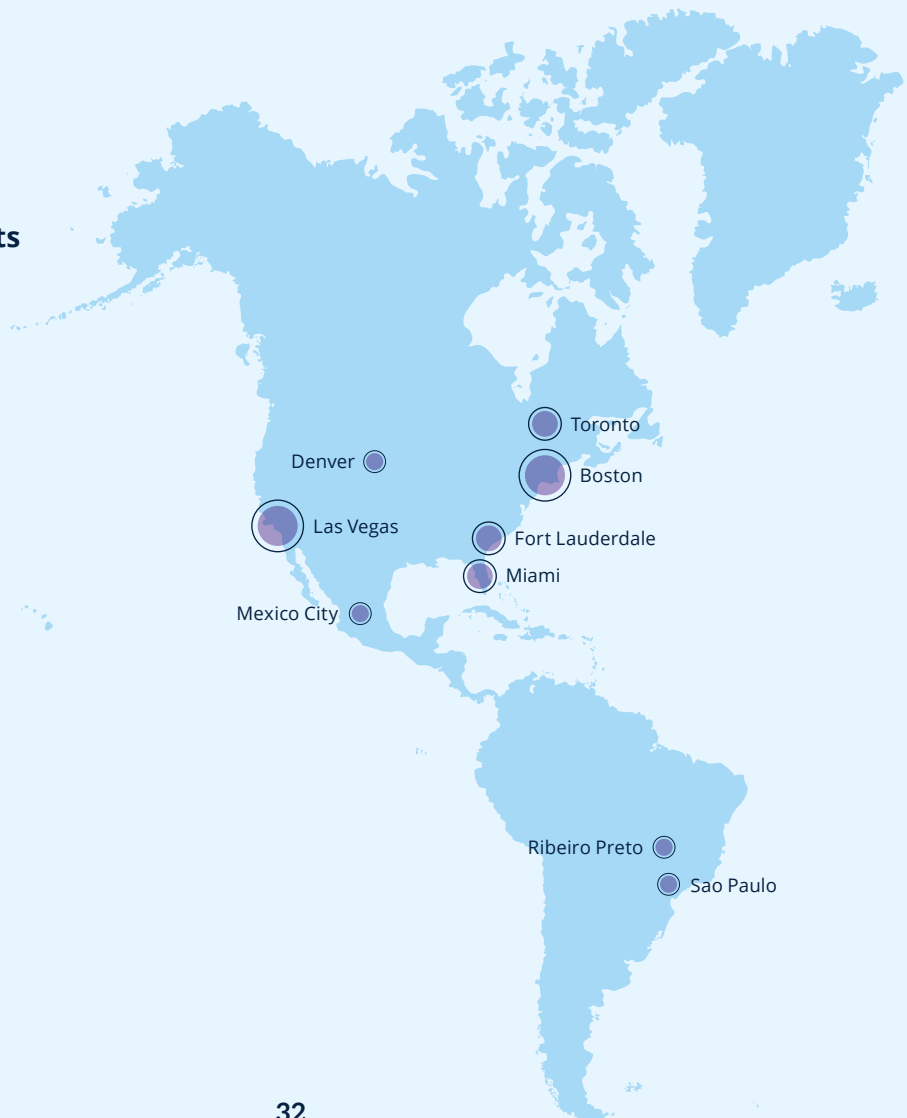 ts
Toronto
Denver
Boston
Las Vegas
Fort Lauderdale
Miami
Mexico City
Ribeiro Preto
Sao Paulo
32